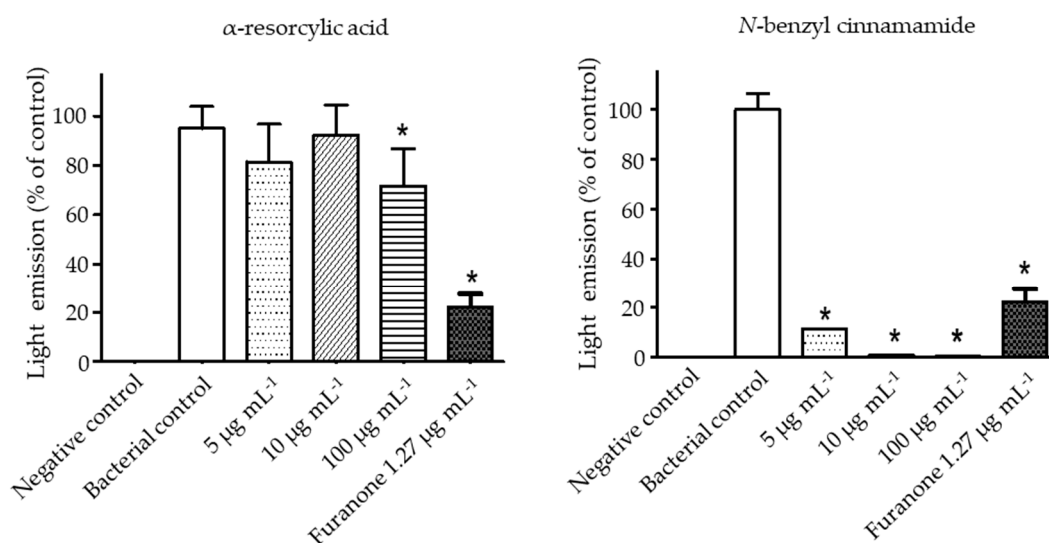 α-resorcylic acid
Light emission (% of control)
100
80
60
40
20
0
*
*
Negative control
Bacterial control
5 µg mL⁻¹
10 µg mL⁻¹
100 µg mL⁻¹
Furanone 1.27 µg mL⁻¹
N-benzyl cinnamamide
Light emission (% of control)
100
80
60
40
20
0
*
*
*
*
Negative control
Bacterial control
5 µg mL⁻¹
10 µg mL⁻¹
100 µg mL⁻¹
Furanone 1.27 µg mL⁻¹